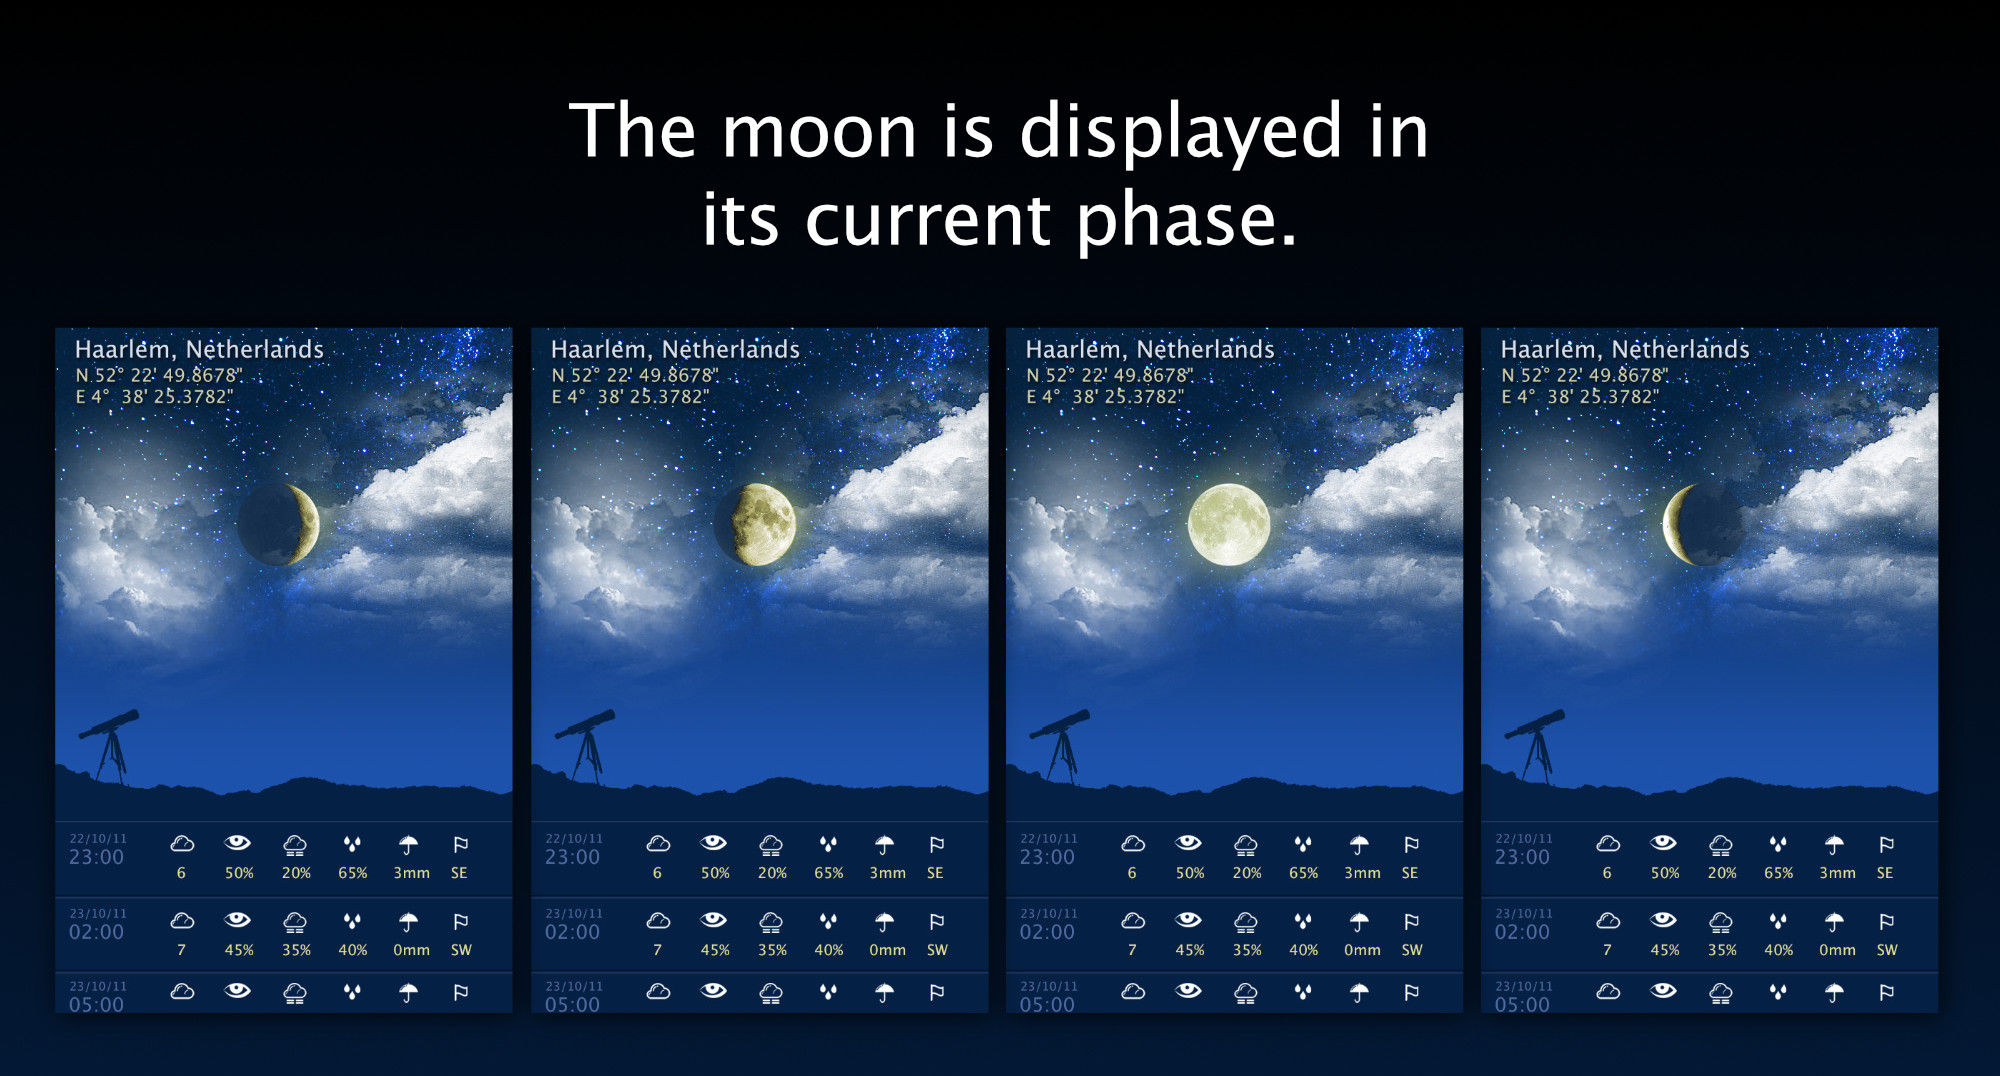 The moon is displayed in
its current phase.
Haarlem, Netherlands
N 52° 22' 49.8678"
E 4° 38' 25.3782"
22/10/11
23:00
6 50% 20% 65% 3mm SE
23/10/11
02:00
7 45% 35% 40% 0mm SW
23/10/11
05:00
Haarlem, Netherlands
N 52° 22' 49.8678"
E 4° 38' 25.3782"
22/10/11
23:00
6 50% 20% 65% 3mm SE
23/10/11
02:00
7 45% 35% 40% 0mm SW
23/10/11
05:00
Haarlem, Netherlands
N 52° 22' 49.8678"
E 4° 38' 25.3782"
22/10/11
23:00
6 50% 20% 65% 3mm SE
23/10/11
02:00
7 45% 35% 40% 0mm SW
23/10/11
05:00
Haarlem, Netherlands
N 52° 22' 49.8678"
E 4° 38' 25.3782"
22/10/11
23:00
6 50% 20% 65% 3mm SE
23/10/11
02:00
7 45% 35% 40% 0mm SW
23/10/11
05:00